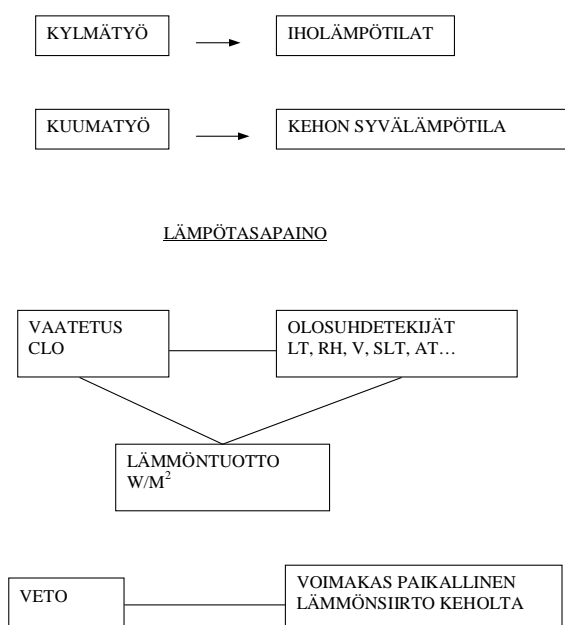 KYLMÄTYÖ
IHOLÄMPÖTILAT
KUUMATYÖ
KEHON SYVÄLÄMPÖTILA
LÄMPÖTASAPAINO
VAATETUS
CLO
OLOSUHDETEKIJÄT
LT, RH, V, SLT, AT…
LÄMMÖNTUOTTO
W/M²
VETO
VOIMAKAS PAIKALLINEN
LÄMMÖNSIIRTO KEHOLTA